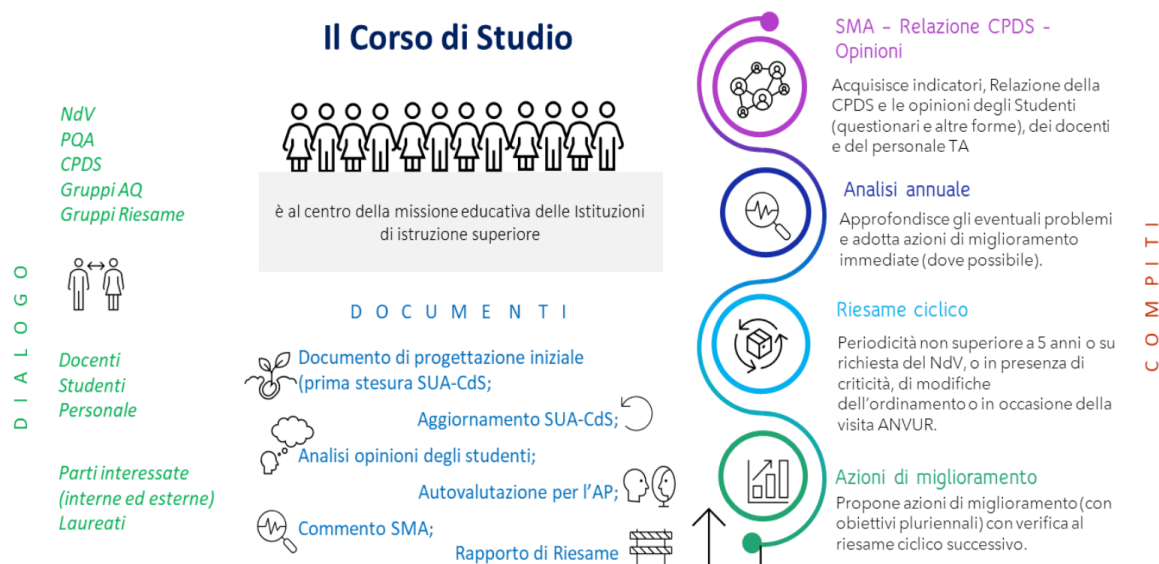 Il Corso di Studio
NdV
PQA
CPDS
Gruppi AQ
Gruppi Riesame
DIALOGO
Docenti
Studenti
Personale
Parti interessate
(interne ed esterne)
Laureati
è al centro della missione educativa delle Istituzioni
di istruzione superiore
DOCUMENTI
Documento di progettazione iniziale
(prima stesura SUA-CdS;
Aggiornamento SUA-CdS;
Analisi opinioni degli studenti;
Autovalutazione per l'AP;
Commento SMA;
Rapporto di Riesame
SMA – Relazione CPDS -
Opinioni
Acquisisce indicatori, Relazione della
CPDS e le opinioni degli Studenti
(questionari e altre forme), dei docenti
e del personale TA
Analisi annuale
Approfondisce gli eventuali problemi
e adotta azioni di miglioramento
immediate (dove possibile).
Riesame ciclico
Periodicità non superiore a 5 anni o su
richiesta del NdV, o in presenza di
criticità, di modifiche
dell'ordinamento o in occasione della
visita ANVUR.
Azioni di miglioramento
Propone azioni di miglioramento (con
obiettivi pluriennali) con verifica al
riesame ciclico successivo.
COMPITI